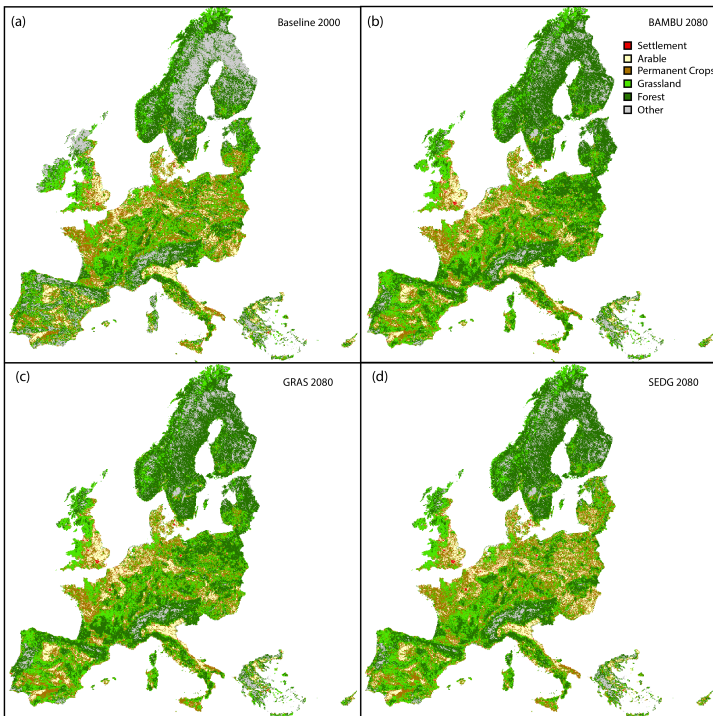 (a)
Baseline 2000
(b)
BAMBU 2080
Settlement
Arable
Permanent Crops
Grassland
Forest
Other
(c)
GRAS 2080
(d)
SEDG 2080